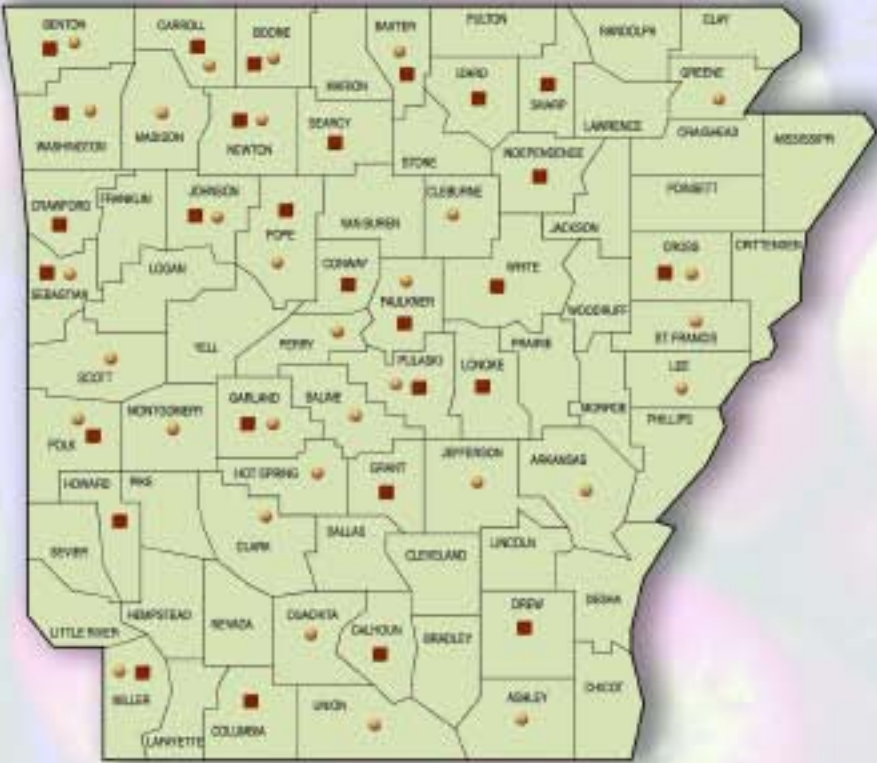 BENTON
CARROLL
BOONE
MARION
BAXTER
FULTON
IZARD
SHARP
RANDOLPH
CLAY
GREENE
WASHINGTON
MADISON
NEWTON
SEARCY
STONE
INDEPENDENCE
LAWRENCE
CRAIGHEAD
MISSISSIPPI
CRAWFORD
FRANKLIN
JOHNSON
POPE
VAN BUREN
CLEBURNE
JACKSON
POINSETT
CROSS
CRITTENDEN
SEBASTIAN
LOGAN
CONWAY
FAULKNER
WHITE
WOODRUFF
ST. FRANCIS
SCOTT
YELL
PERRY
PULASKI
LONOKE
PRAIRIE
LEE
MONROE
PHILLIPS
POLK
MONTGOMERY
GARLAND
SALINE
HOT SPRING
GRANT
JEFFERSON
ARKANSAS
HOWARD
PIKE
CLARK
DALLAS
CLEVELAND
LINCOLN
SEVIER
LITTLE RIVER
HEMPSTEAD
NEVADA
OUACHITA
CALHOUN
BRADLEY
DREW
DESHA
MILLER
LAFAYETTE
COLUMBIA
UNION
ASHLEY
CHICOT